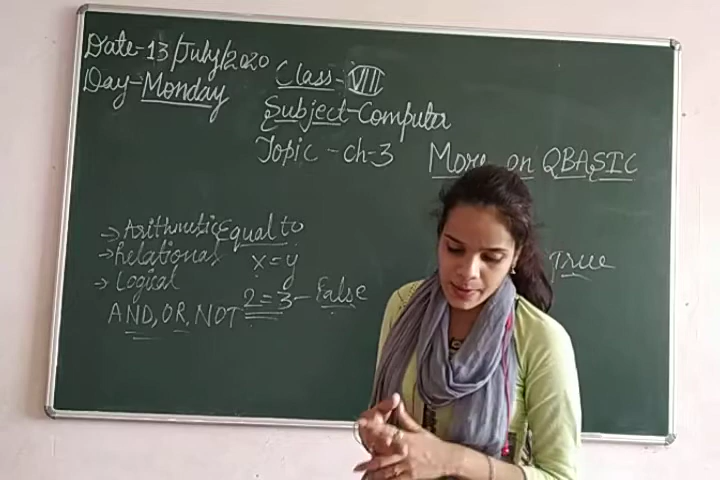 Date-13/July/2020
Day-Monday
Class-VII
Subject-Computer
Topic - ch-3
More on QBASIC
→ Arithmetic
→ Relational
→ Logical
AND, OR, NOT
Equal to
x=y
2=3-False
True